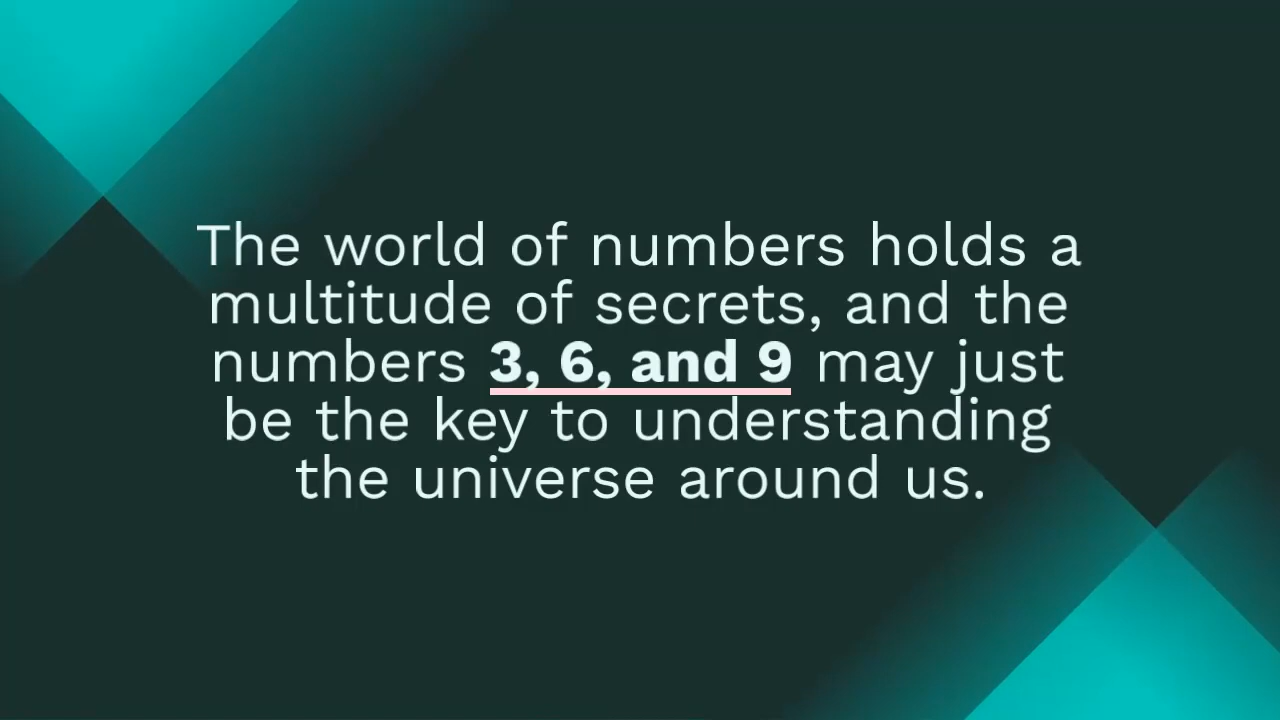 The world of numbers holds a
multitude of secrets, and the
numbers 3, 6, and 9 may just
be the key to understanding
the universe around us.